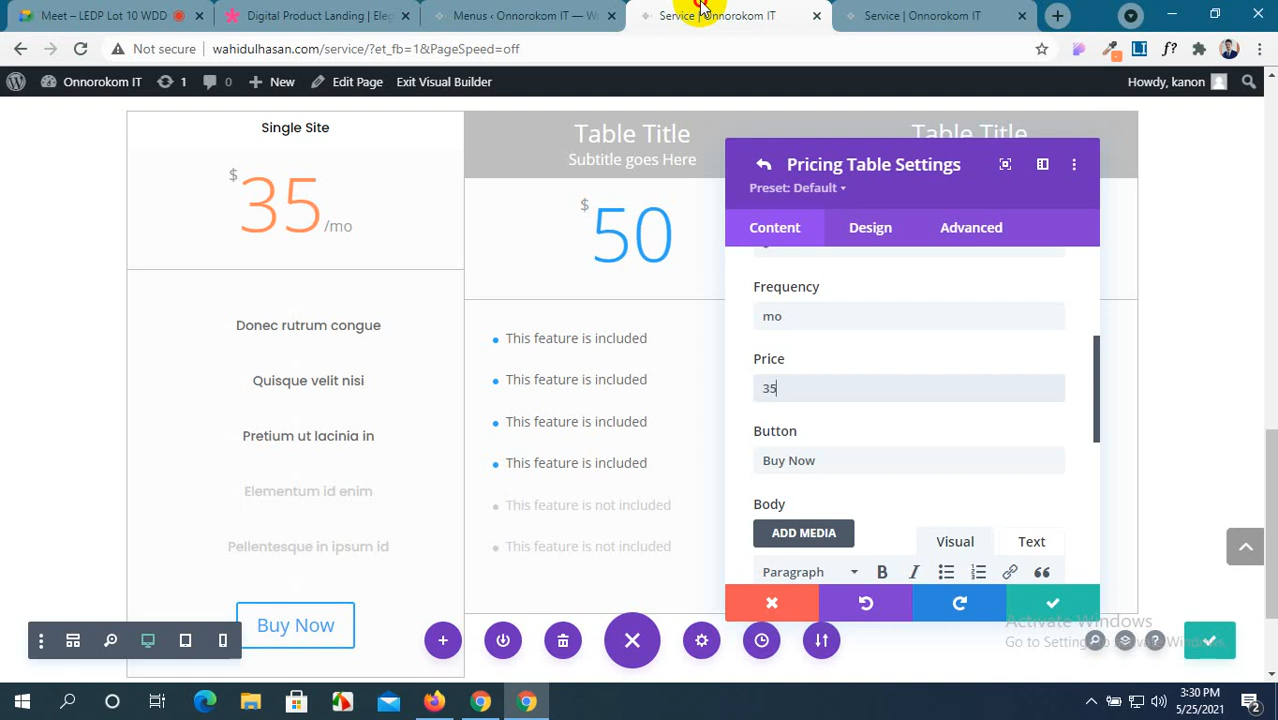 Meet – LEDP Lot 10 WDD
Digital Product Landing | Eleg
Menus ‹ Onnorokom IT — W
Service | Onnorokom IT
Service | Onnorokom IT
Not secure wahidulhasan.com/service/?et_fb=1&PageSpeed=off
Onnorokom IT 1 0 New Edit Page Exit Visual Builder Howdy, kanon
Single Site
$ 35 /mo
Donec rutrum congue
Quisque velit nisi
Pretium ut lacinia in
Elementum id enim
Pellentesque in ipsum id
Buy Now
Table Title
Subtitle goes Here
$ 50
This feature is included
This feature is included
This feature is included
This feature is included
This feature is not included
This feature is not included
Table Title
Pricing Table Settings
Preset: Default
Content Design Advanced
Frequency
mo
Price
35
Button
Buy Now
Body
ADD MEDIA
Visual Text
Paragraph B I
Activate Windows
Go to Settings to Activate Windows.
3:30 PM
5/25/2021
2